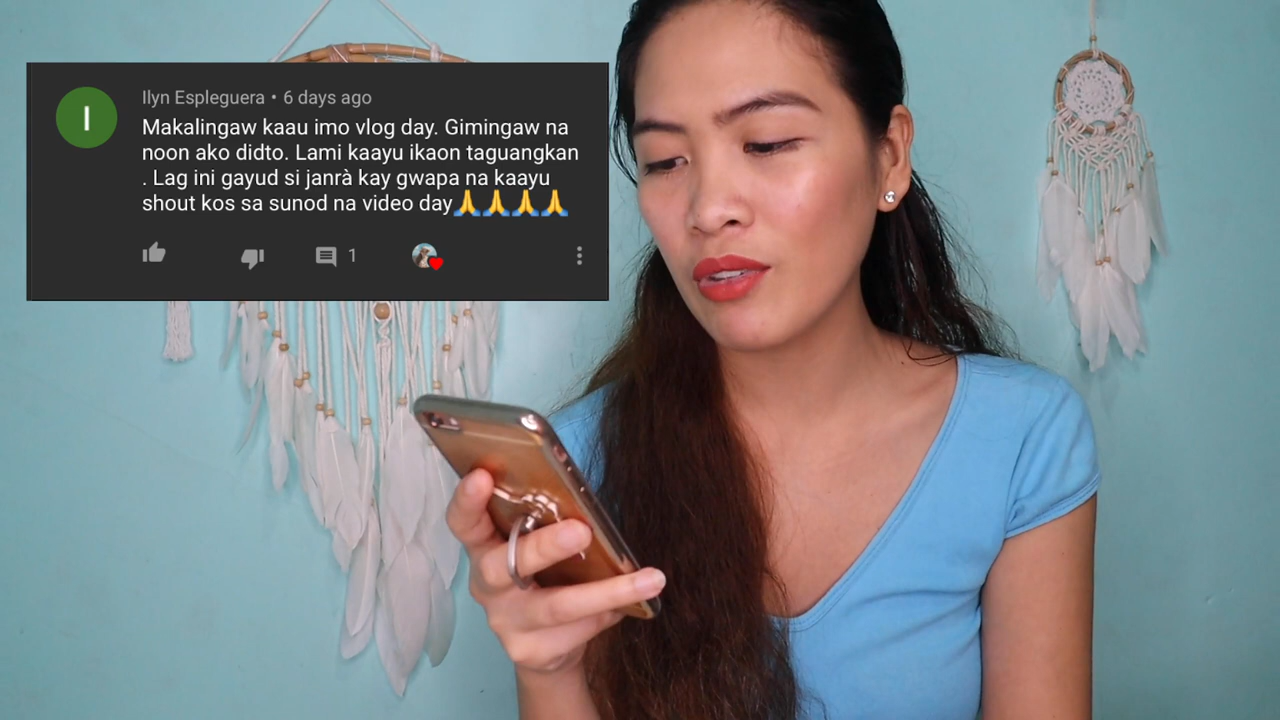 I
Ilyn Espleguera • 6 days ago
Makalingaw kaau imo vlog day. Gimingaw na
noon ako didto. Lami kaayu ikaon taguangkan
. Lag ini gayud si janrà kay gwapa na kaayu
shout kos sa sunod na video day🙏🙏🙏🙏
1